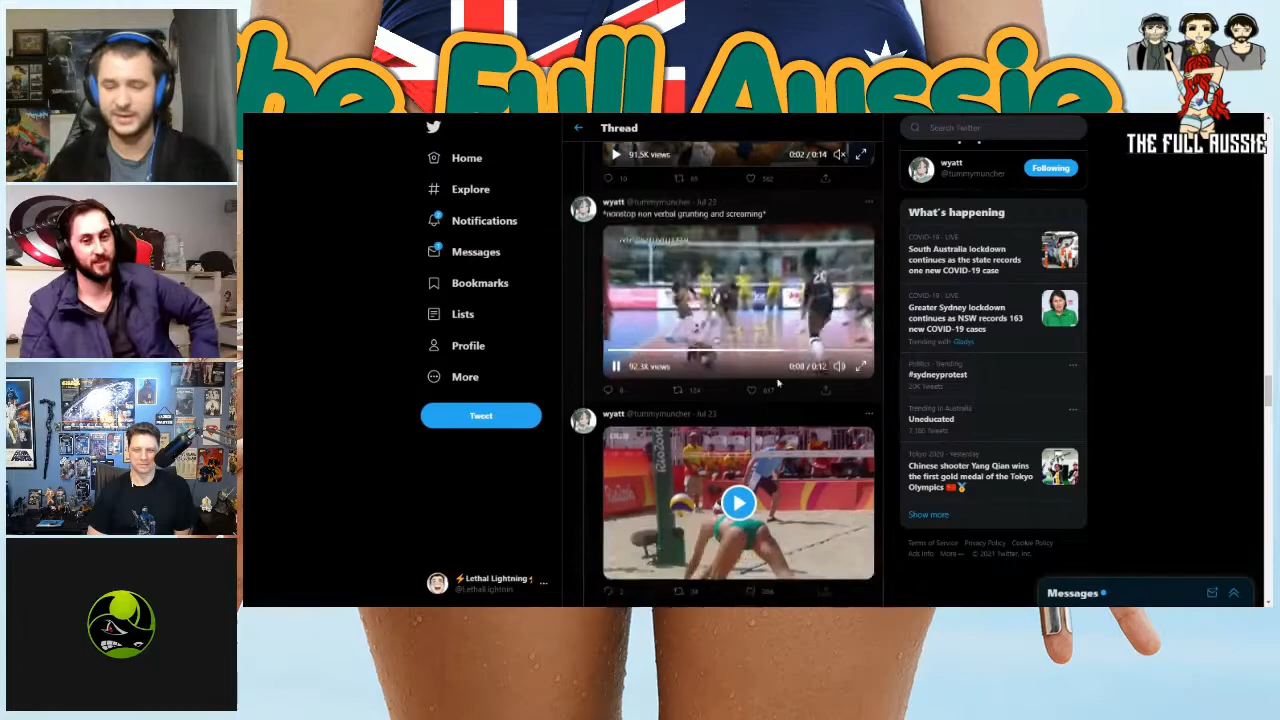 The Full Aussie
THE FULL AUSSIE
Home
Explore
Notifications
Messages
Bookmarks
Lists
Profile
More
Tweet
⚡Lethal Lightning⚡
Thread
91.5K views
0:02 / 0:14
10
562
wyatt @tummymuncher · Jul 23
*nonstop non verbal grunting and screaming*
92.3K views
0:08 / 0:12
wyatt @tummymuncher · Jul 23
Search Twitter
wyatt
@tummymuncher
Following
What's happening
COVID-19 · LIVE
South Australia lockdown
continues as the state records
one new COVID-19 case
COVID-19 · LIVE
Greater Sydney lockdown
continues as NSW records 163
new COVID-19 cases
Trending with Gladys
Politics · Trending
#sydneyprotest
Trending in Australia
Uneducated
Tokyo 2020 · Yesterday
Chinese shooter Yang Qian wins
the first gold medal of the Tokyo
Olympics 🇨🇳🥇
Show more
Terms of Service Privacy Policy Cookie Policy
Ads info More ··· © 2021 Twitter, Inc.
Messages